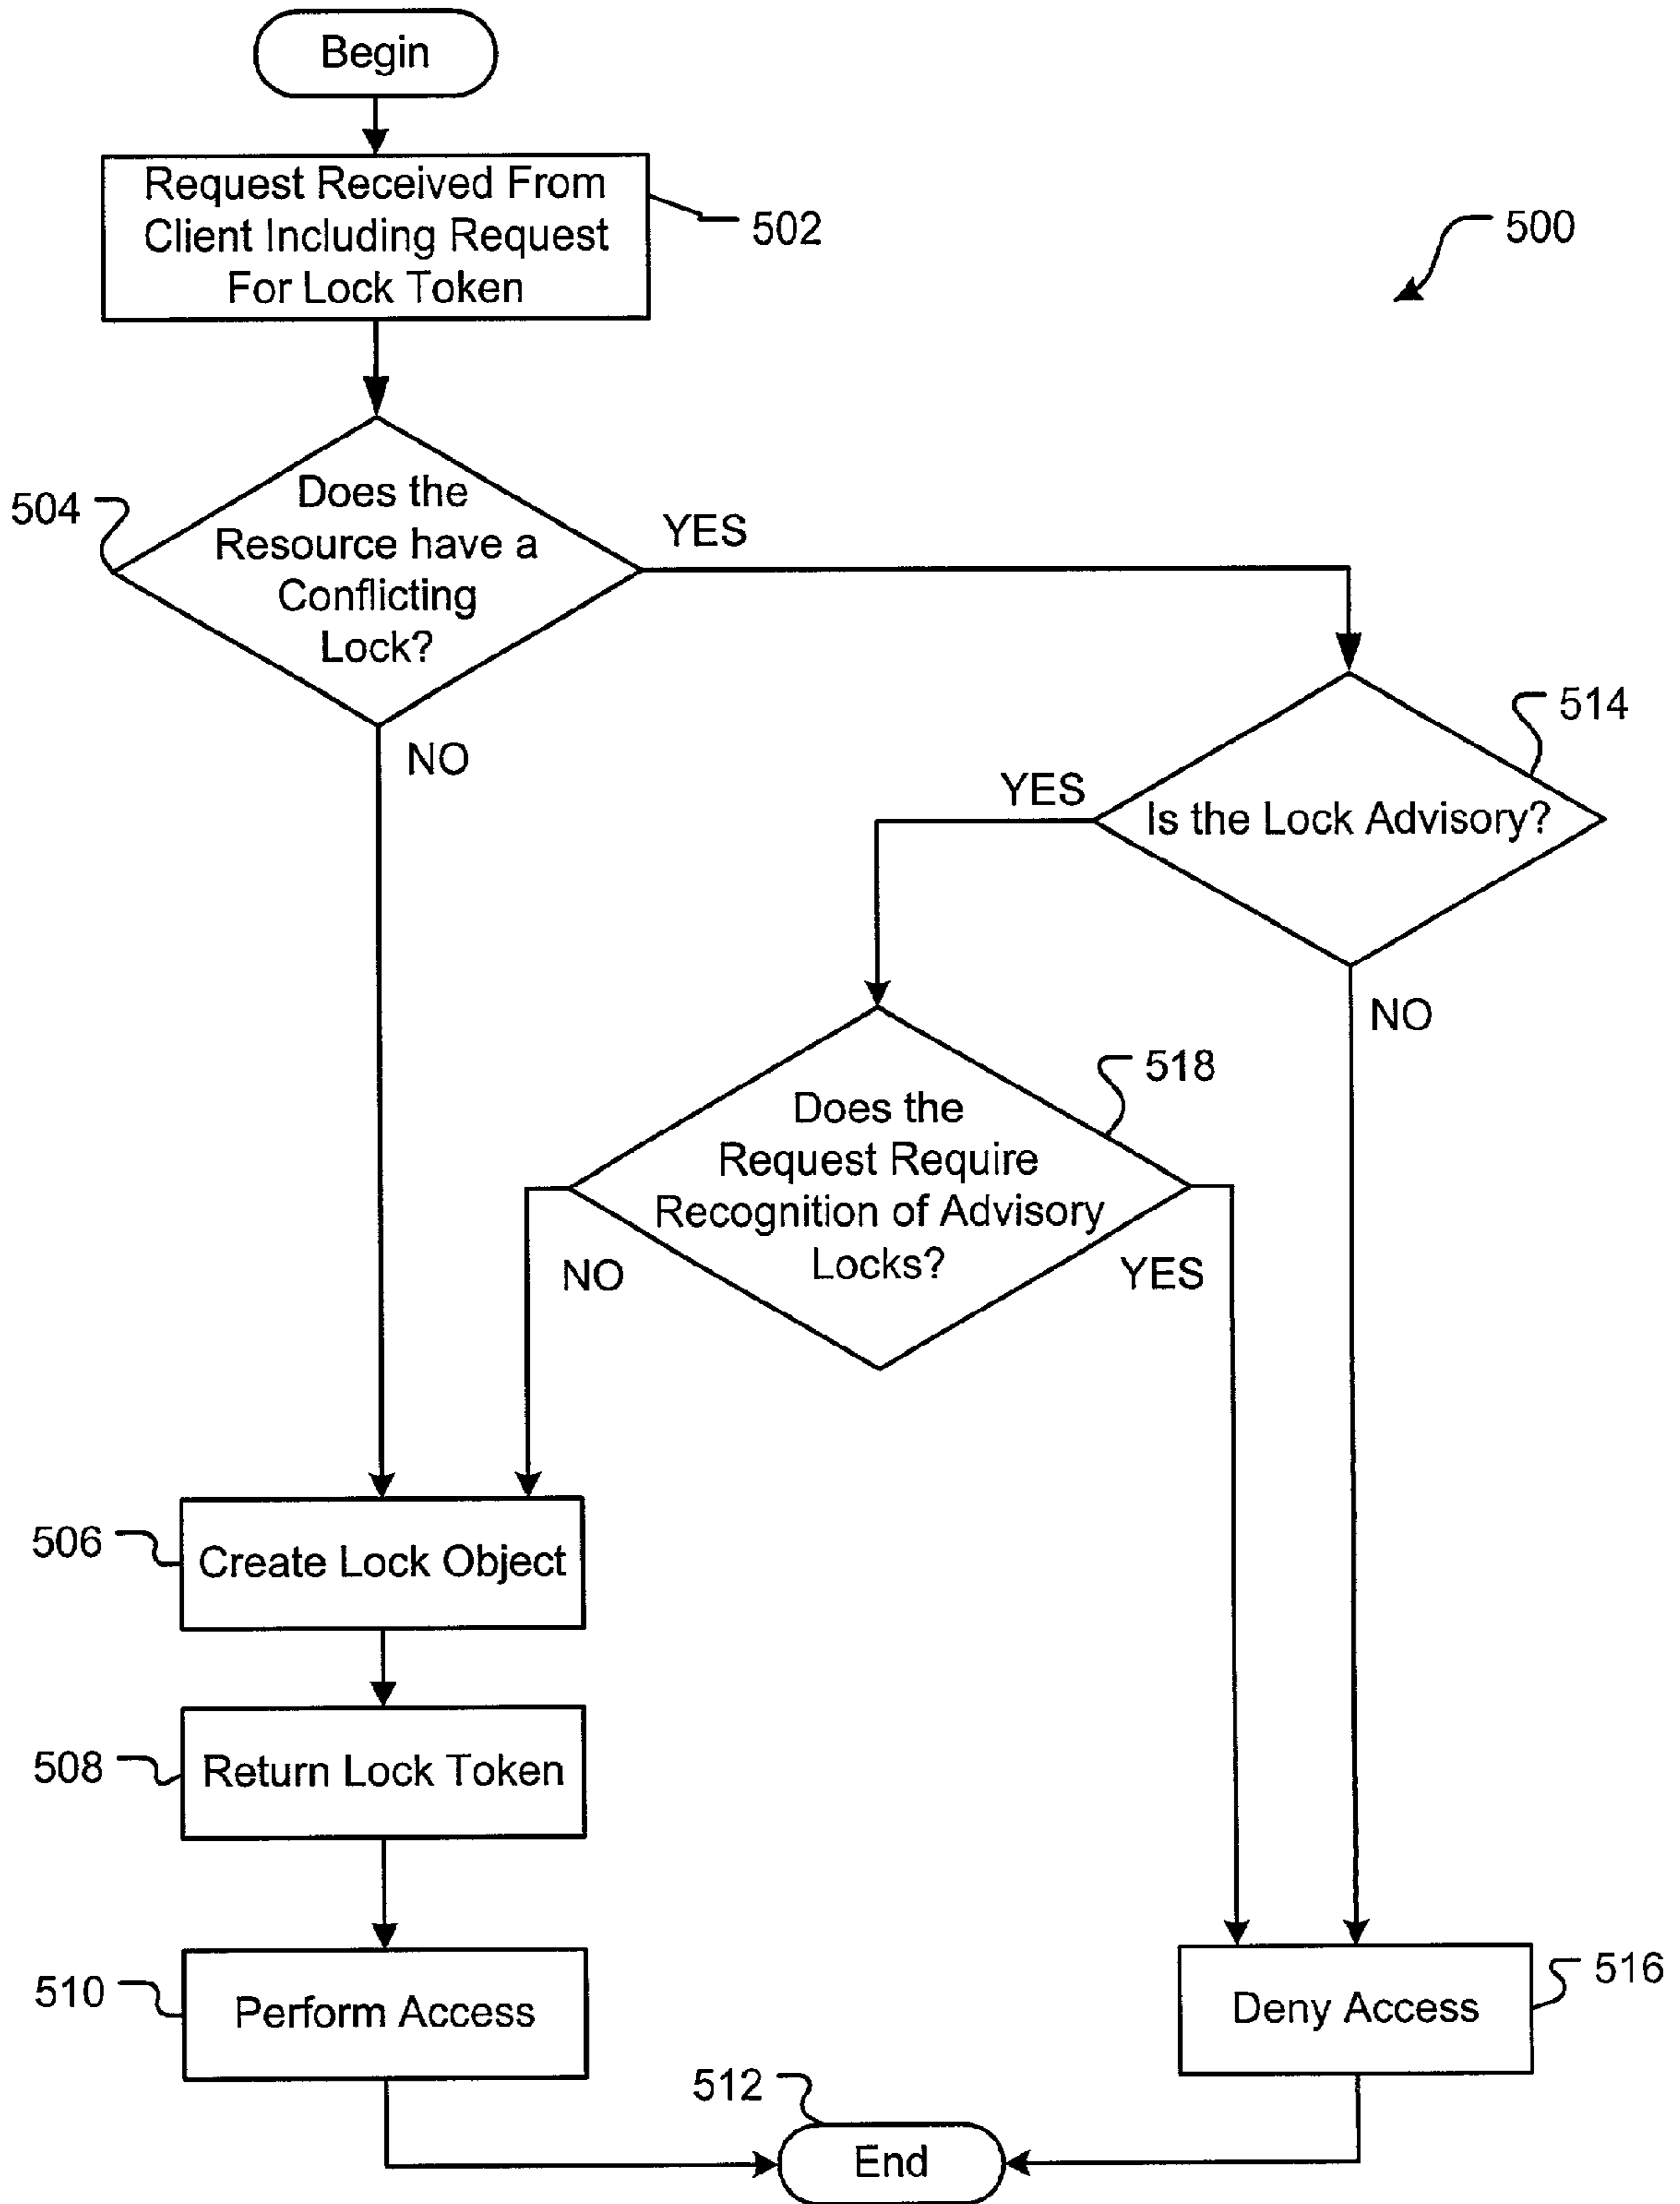 Begin
Request Received From
Client Including Request
For Lock Token
502
500
504
Does the
Resource have a
Conflicting
Lock?
YES
NO
514
Is the Lock Advisory?
YES
NO
518
Does the
Request Require
Recognition of Advisory
Locks?
NO
YES
506
Create Lock Object
508
Return Lock Token
510
Perform Access
516
Deny Access
512
End